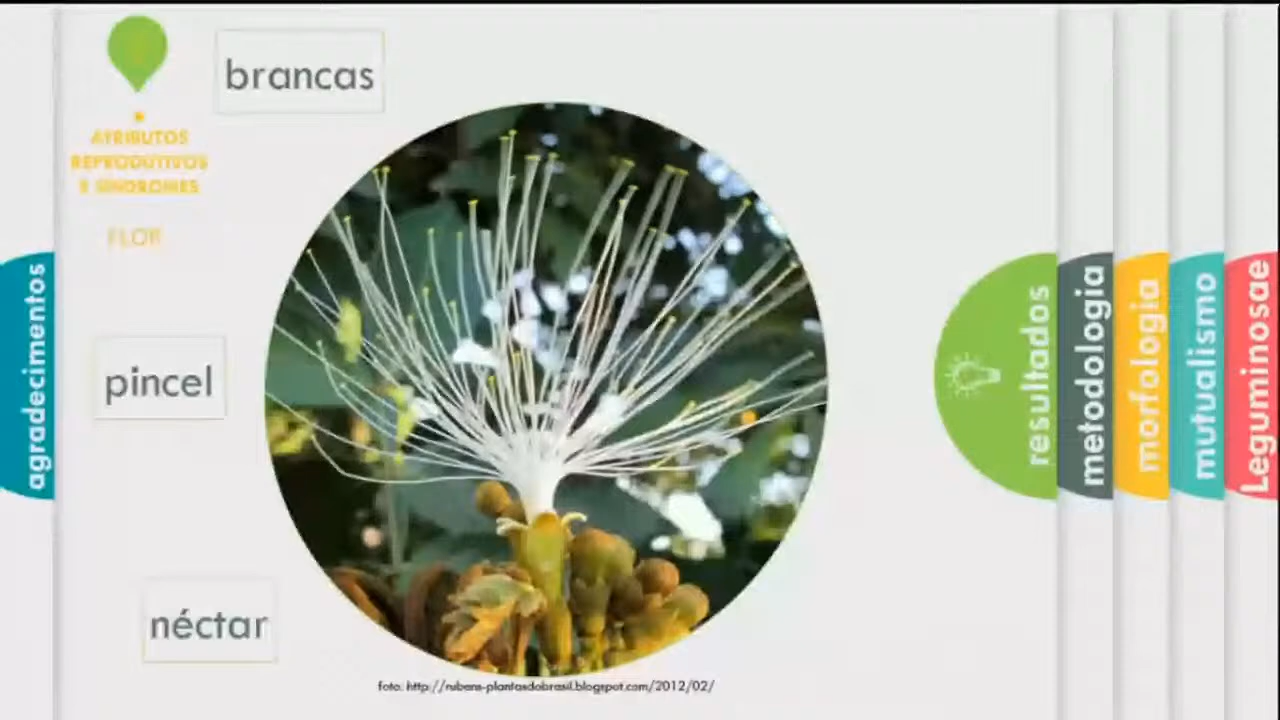 brancas
ATRIBUTOS
REPRODUTIVOS
E SÍNDROMES
FLOR
pincel
néctar
agradecimentos
resultados
metodologia
morfologia
mutualismo
Leguminosae
foto: http://rubens-plantasdobrasil.blogspot.com/2012/02/